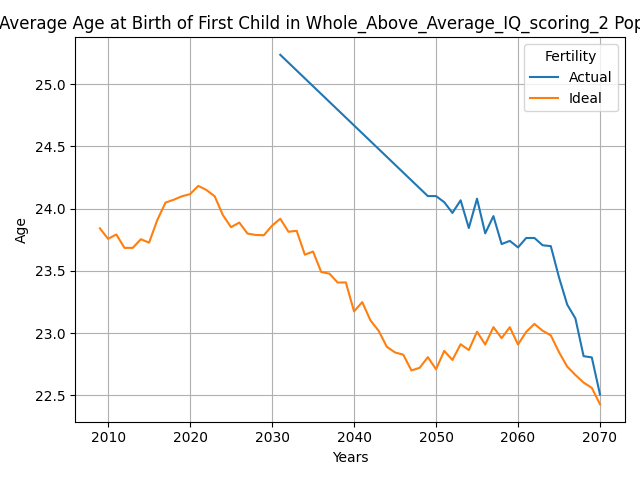 Average Age at Birth of First Child in Whole_Above_Average_IQ_scoring_2 Pop
Fertility
Actual
Ideal
25.0
24.5
24.0
23.5
23.0
22.5
Age
2010 2020 2030 2040 2050 2060 2070
Years